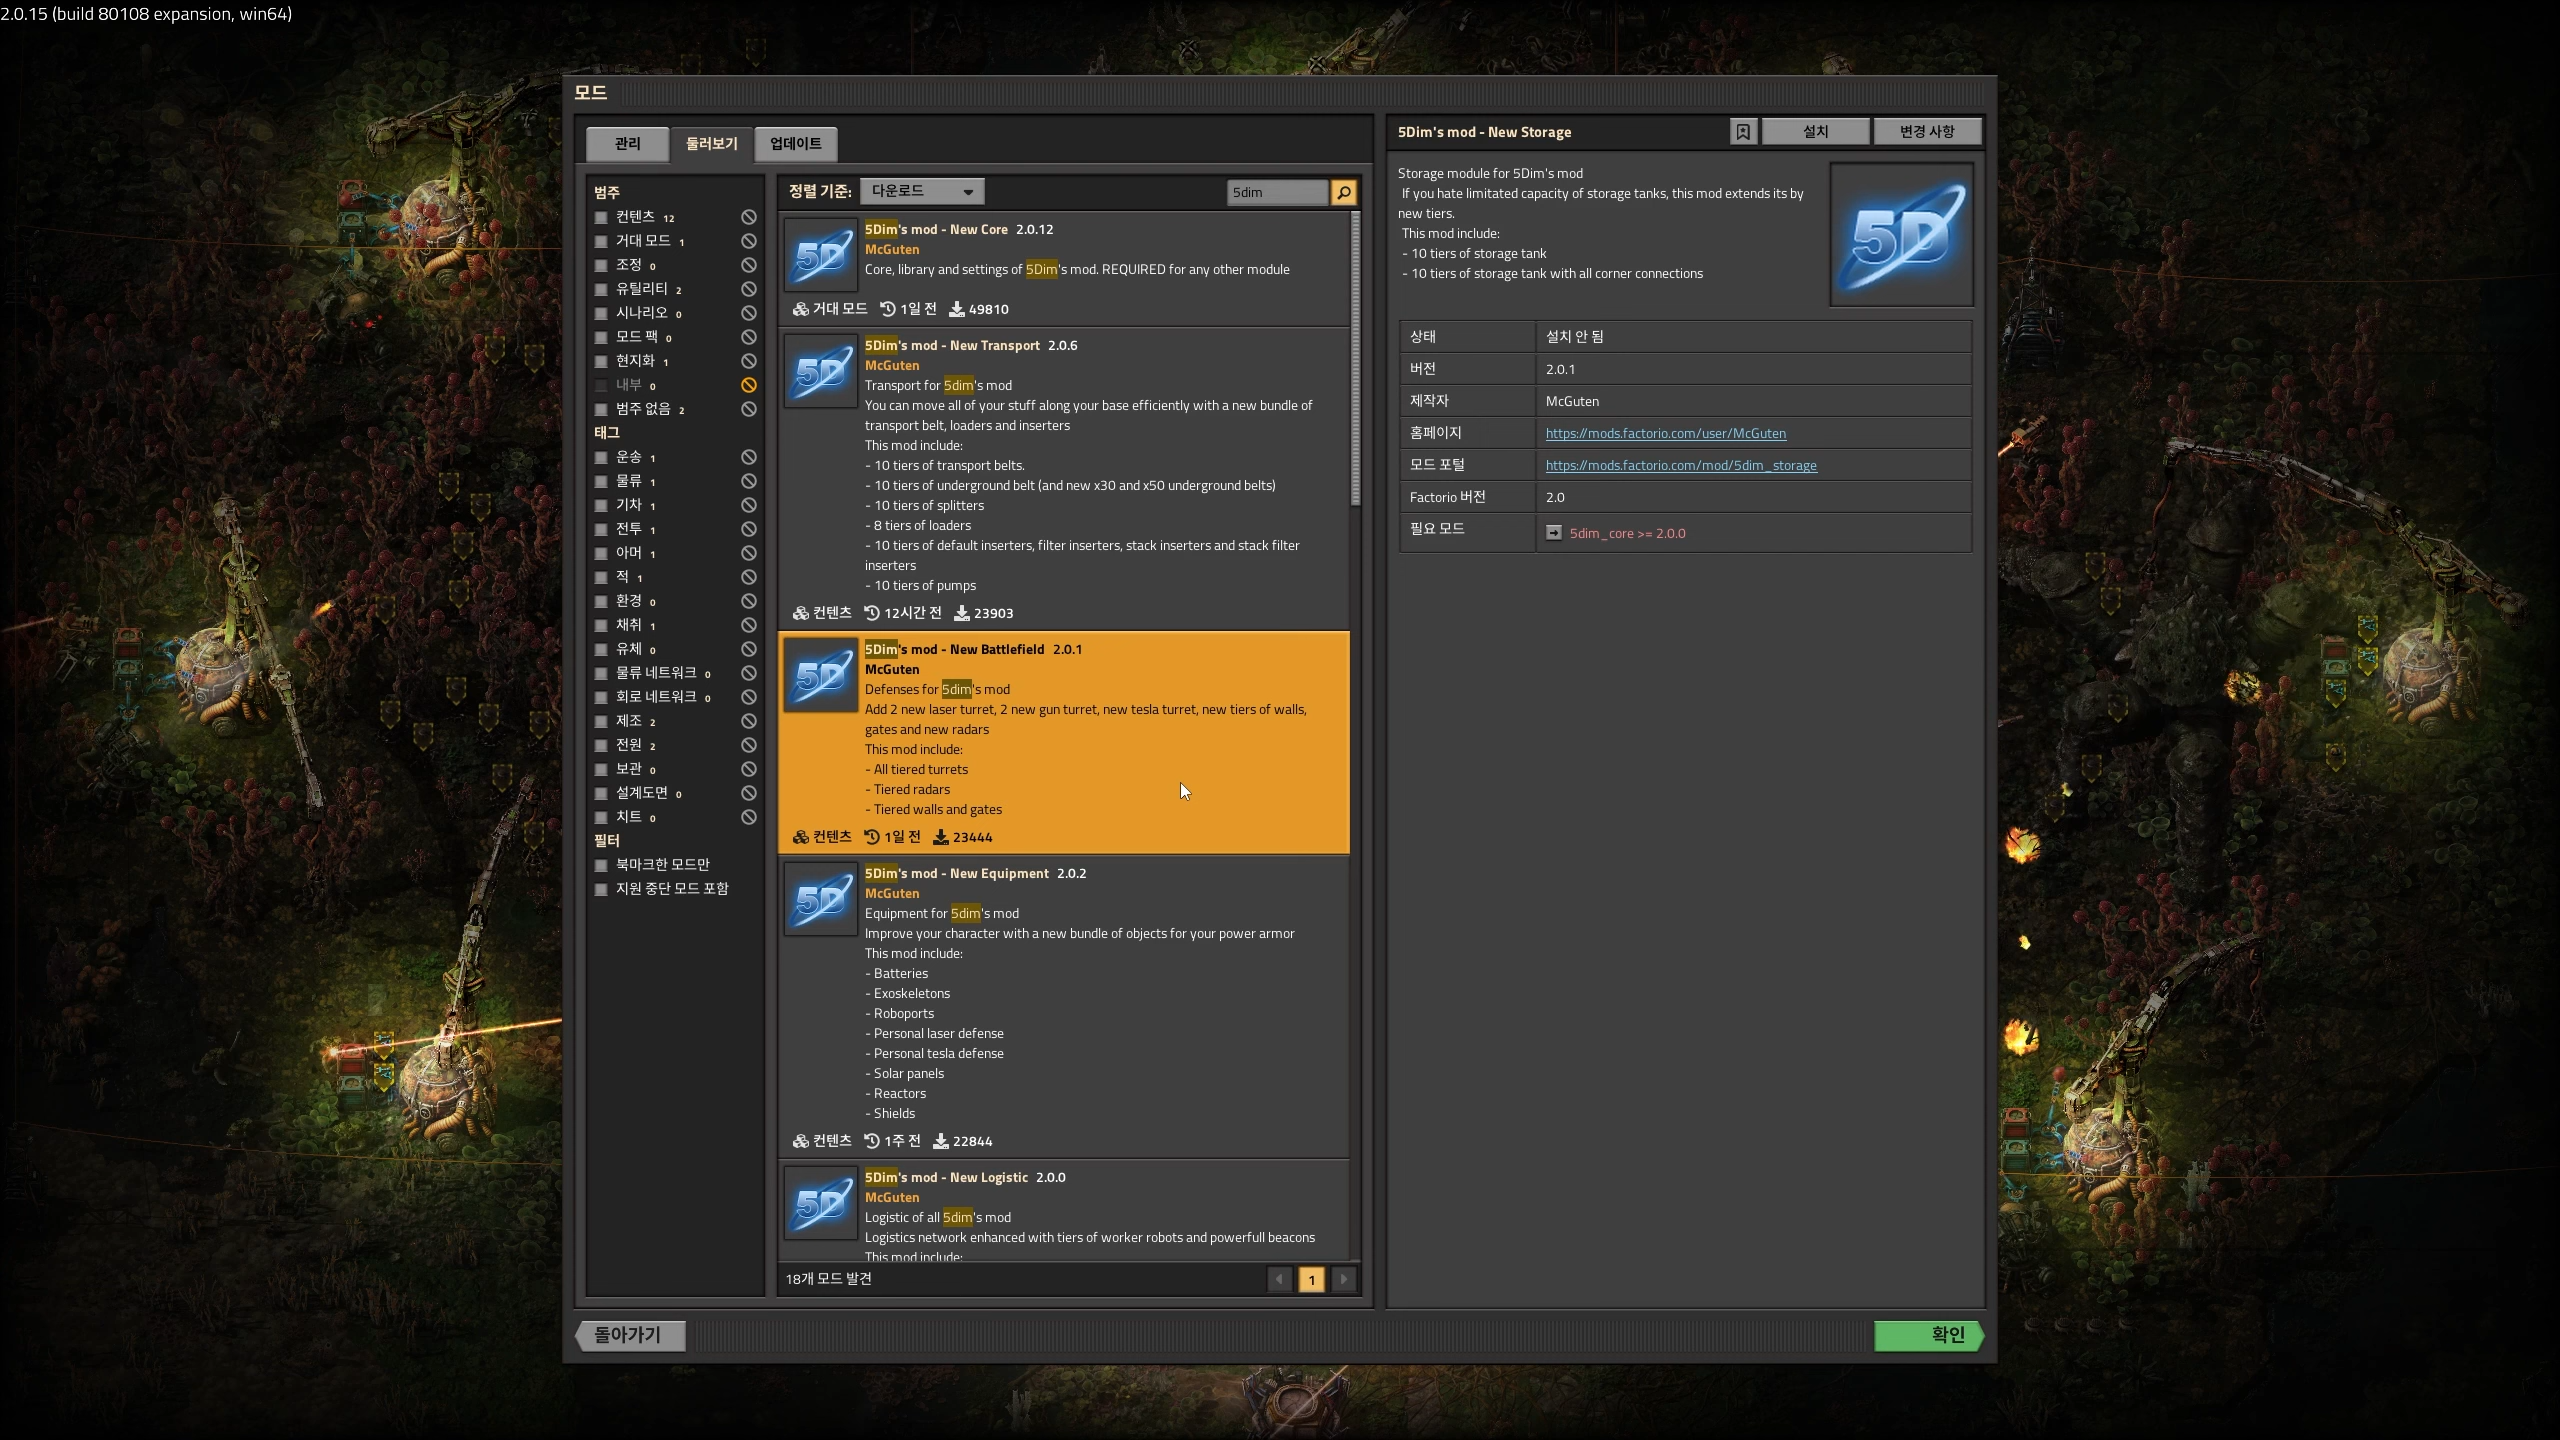 2.0.15 (build 80108 expansion, win64)
모드
관리
둘러보기
업데이트
범주
컨텐츠 12
거대 모드 1
조정 0
유틸리티 2
시나리오 0
모드 팩 0
현지화 1
내부 0
범주 없음 2
태그
운송 1
물류 1
기차 1
전투 1
아머 1
적 1
환경 0
채취 1
유체 0
물류 네트워크 0
회로 네트워크 0
제조 2
전원 2
보관 0
설계도면 0
치트 0
필터
북마크한 모드만
지원 중단 모드 포함
정렬 기준: 다운로드
5dim
5D
5Dim's mod - New Core 2.0.12
McGuten
Core, library and settings of 5Dim's mod. REQUIRED for any other module
거대 모드 1일 전 49810
5D
5Dim's mod - New Transport 2.0.6
McGuten
Transport for 5dim's mod
You can move all of your stuff along your base efficiently with a new bundle of
transport belt, loaders and inserters
This mod include:
- 10 tiers of transport belts.
- 10 tiers of underground belt (and new x30 and x50 underground belts)
- 10 tiers of splitters
- 8 tiers of loaders
- 10 tiers of default inserters, filter inserters, stack inserters and stack filter
inserters
- 10 tiers of pumps
컨텐츠 12시간 전 23903
5D
5Dim's mod - New Battlefield 2.0.1
McGuten
Defenses for 5dim's mod
Add 2 new laser turret, 2 new gun turret, new tesla turret, new tiers of walls,
gates and new radars
This mod include:
- All tiered turrets
- Tiered radars
- Tiered walls and gates
컨텐츠 1일 전 23444
5D
5Dim's mod - New Equipment 2.0.2
McGuten
Equipment for 5dim's mod
Improve your character with a new bundle of objects for your power armor
This mod include:
- Batteries
- Exoskeletons
- Roboports
- Personal laser defense
- Personal tesla defense
- Solar panels
- Reactors
- Shields
컨텐츠 1주 전 22844
5D
5Dim's mod - New Logistic 2.0.0
McGuten
Logistic of all 5dim's mod
Logistics network enhanced with tiers of worker robots and powerfull beacons
This mod include:
18개 모드 발견
1
5Dim's mod - New Storage
설치
변경 사항
Storage module for 5Dim's mod
If you hate limitated capacity of storage tanks, this mod extends its by
new tiers.
This mod include:
- 10 tiers of storage tank
- 10 tiers of storage tank with all corner connections
5D
상태 설치 안 됨
버전 2.0.1
제작자 McGuten
홈페이지 https://mods.factorio.com/user/McGuten
모드 포털 https://mods.factorio.com/mod/5dim_storage
Factorio 버전 2.0
필요 모드 5dim_core >= 2.0.0
돌아가기
확인